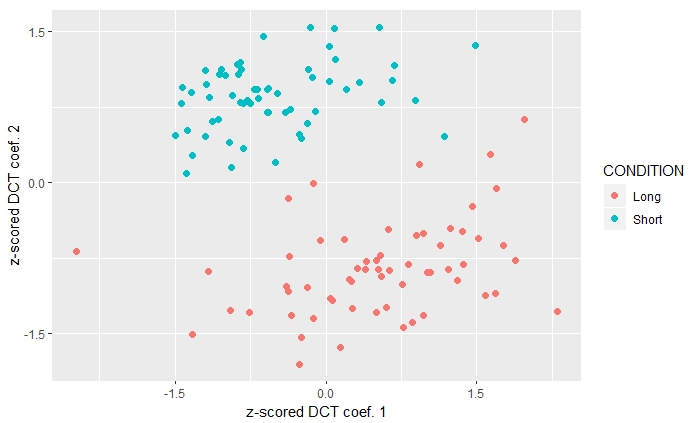 1.5
0.0
-1.5
z-scored DCT coef. 2
-1.5
0.0
1.5
z-scored DCT coef. 1
CONDITION
Long
Short